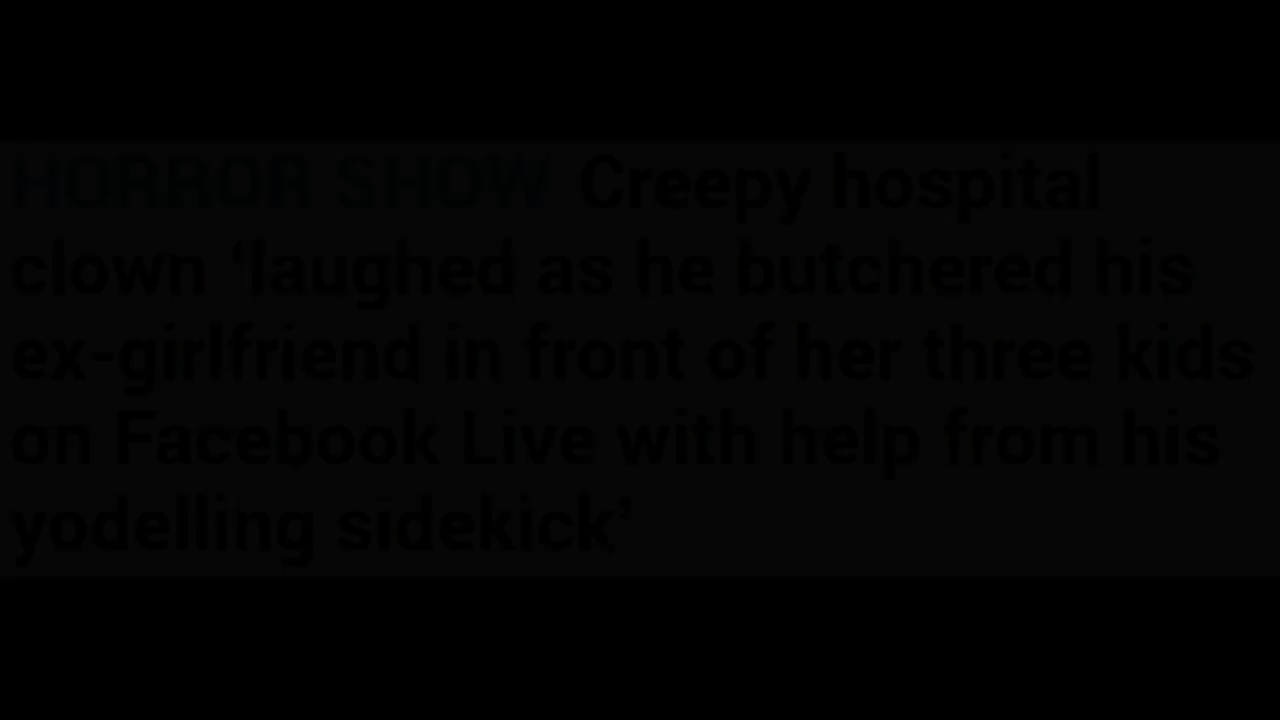 HORROR SHOW Creepy hospital
clown ‘laughed as he butchered his
ex-girlfriend in front of her three kids
on Facebook Live with help from his
yodelling sidekick’